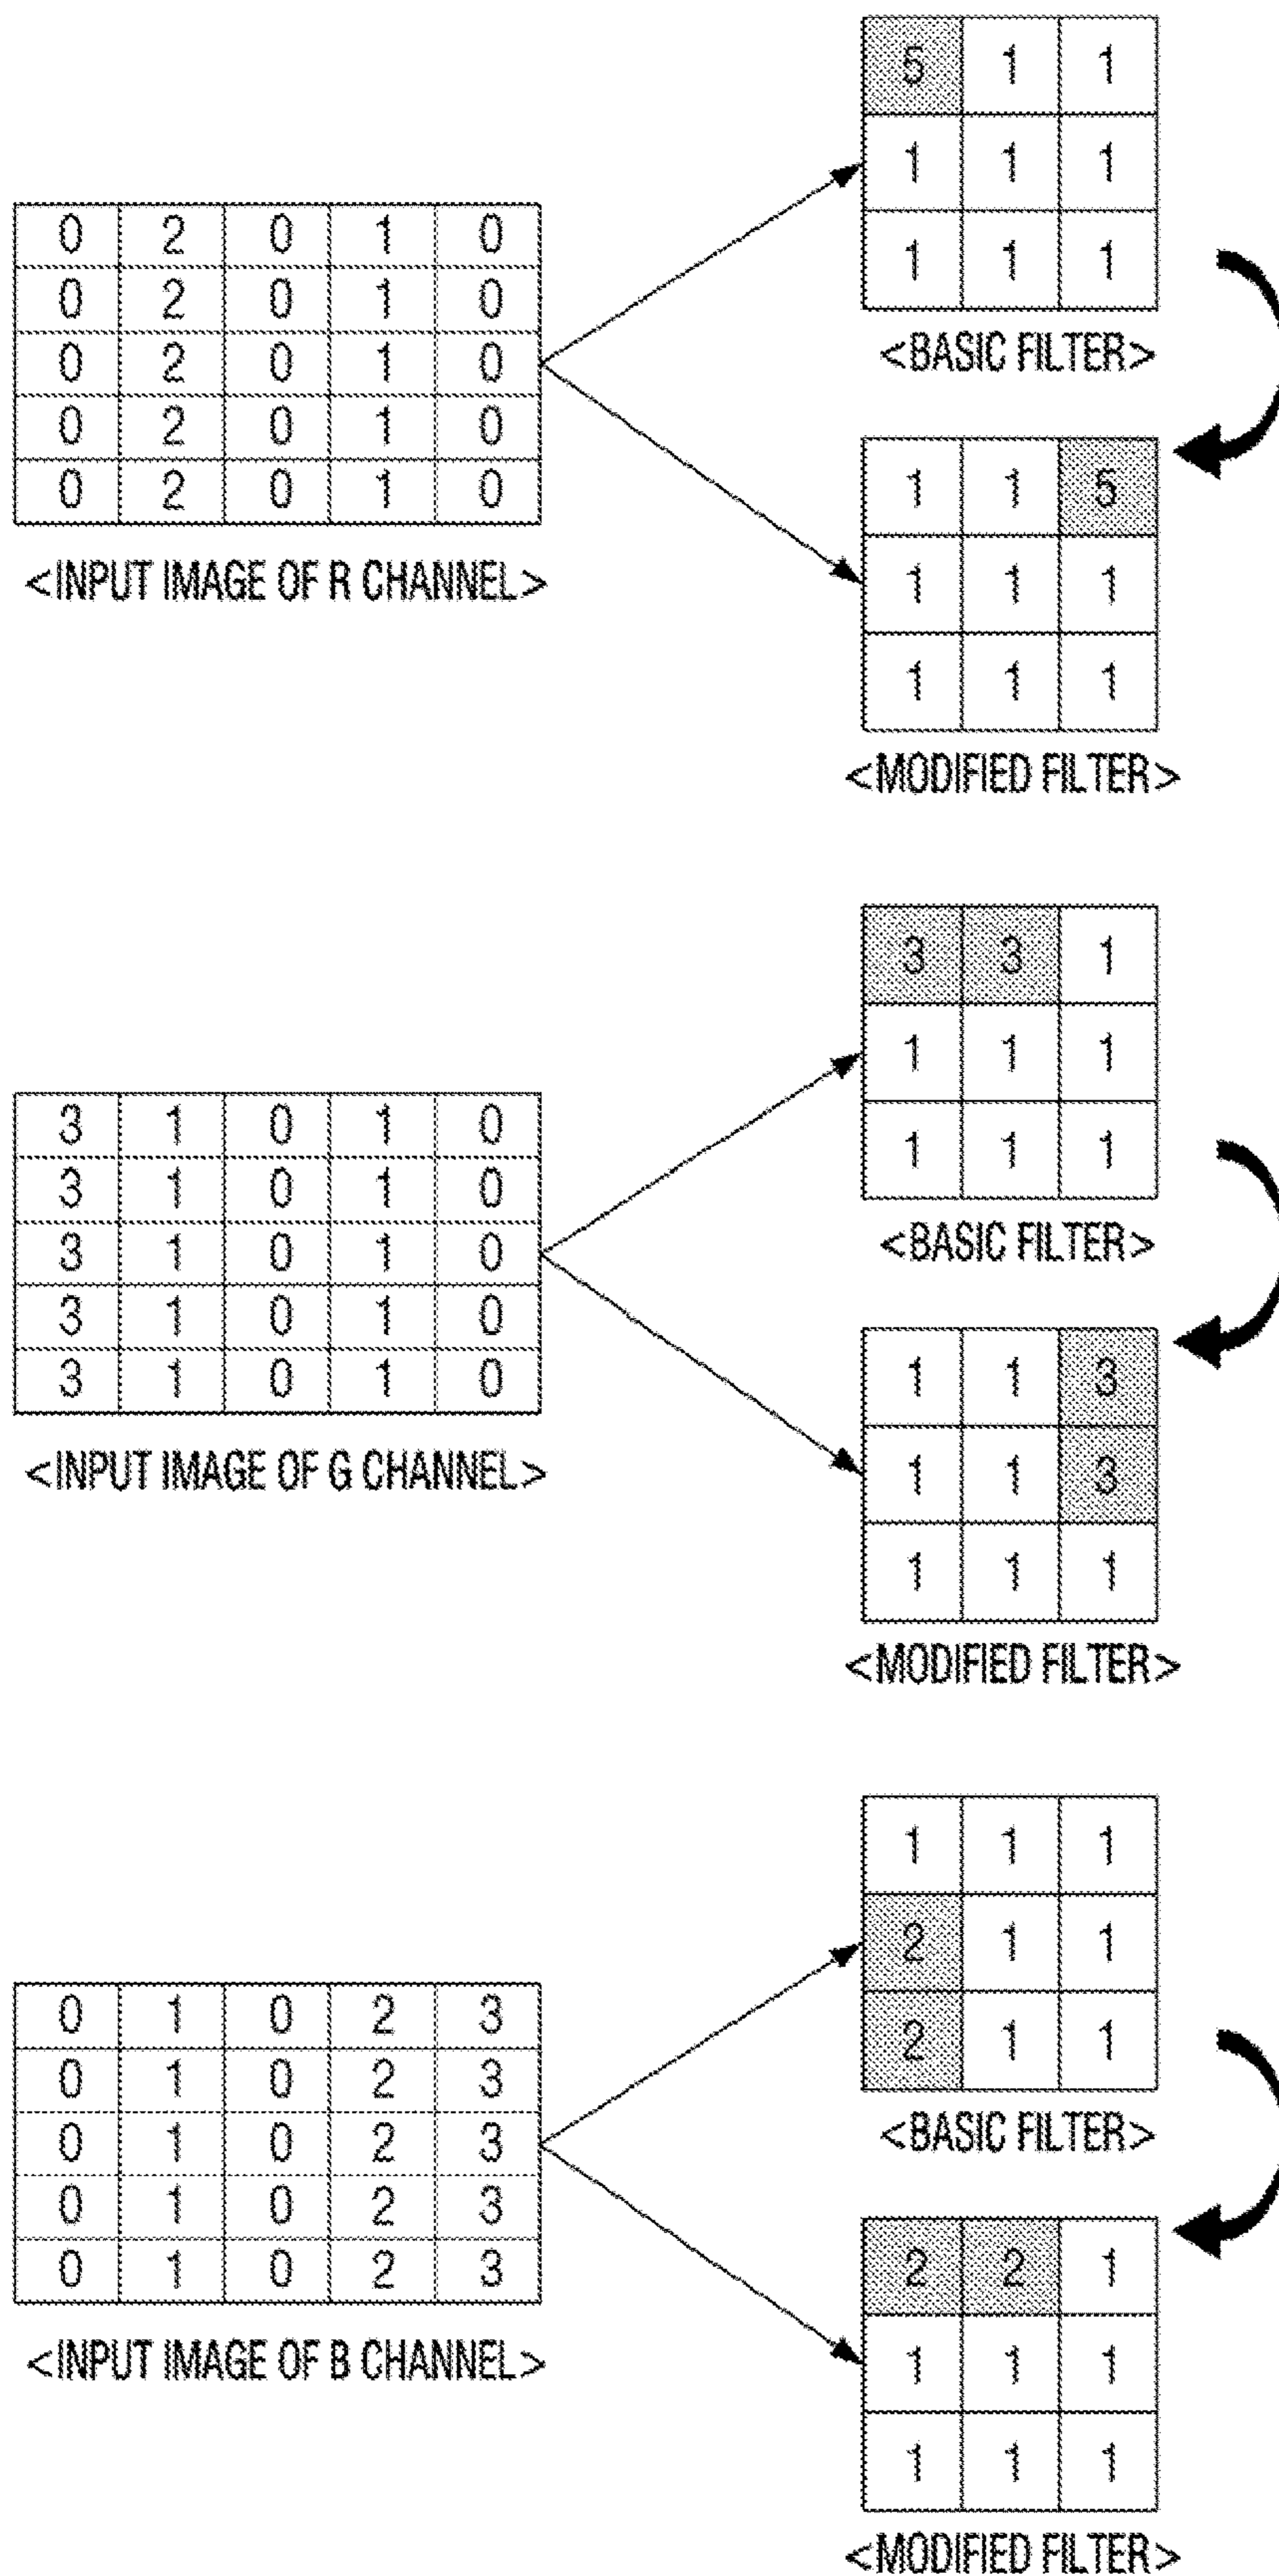 5 1 1
1 1 1
1 1 1
<BASIC FILTER>
0 2 0 1 0
0 2 0 1 0
0 2 0 1 0
0 2 0 1 0
0 2 0 1 0
<INPUT IMAGE OF R CHANNEL>
1 1 5
1 1 1
1 1 1
<MODIFIED FILTER>
3 3 1
1 1 1
1 1 1
<BASIC FILTER>
3 1 0 1 0
3 1 0 1 0
3 1 0 1 0
3 1 0 1 0
3 1 0 1 0
<INPUT IMAGE OF G CHANNEL>
1 1 3
1 1 3
1 1 1
<MODIFIED FILTER>
1 1 1
2 1 1
2 1 1
<BASIC FILTER>
0 1 0 2 3
0 1 0 2 3
0 1 0 2 3
0 1 0 2 3
0 1 0 2 3
<INPUT IMAGE OF B CHANNEL>
2 2 1
1 1 1
1 1 1
<MODIFIED FILTER>